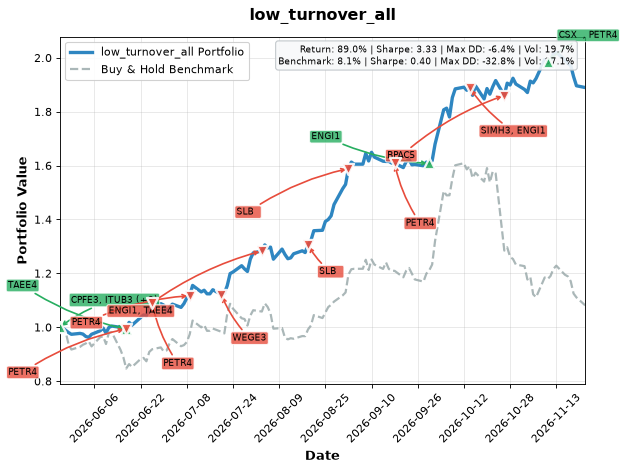 low_turnover_all
CSX PETR4
low_turnover_all Portfolio
Buy & Hold Benchmark
Return: 89.0% | Sharpe: 3.33 | Max DD: -6.4% | Vol: 19.7%
Benchmark: 8.1% | Sharpe: 0.40 | Max DD: -32.8% | Vol:
2.0
1.8
1.6
1.4
1.2
1.0
0.8
Portfolio Value
ENGI1
SIMH3, ENGI1
PETR4
SLB
SLB
TAEE4
CPFE3, ITUB3
ENGI1, TAEE4
PETR4
WEGE3
PETR4
PETR4
2026-06-06
2026-06-22
2026-07-08
2026-07-24
2026-08-09
2026-08-25
2026-09-10
2026-09-26
2026-10-12
2026-10-28
2026-11-13
Date